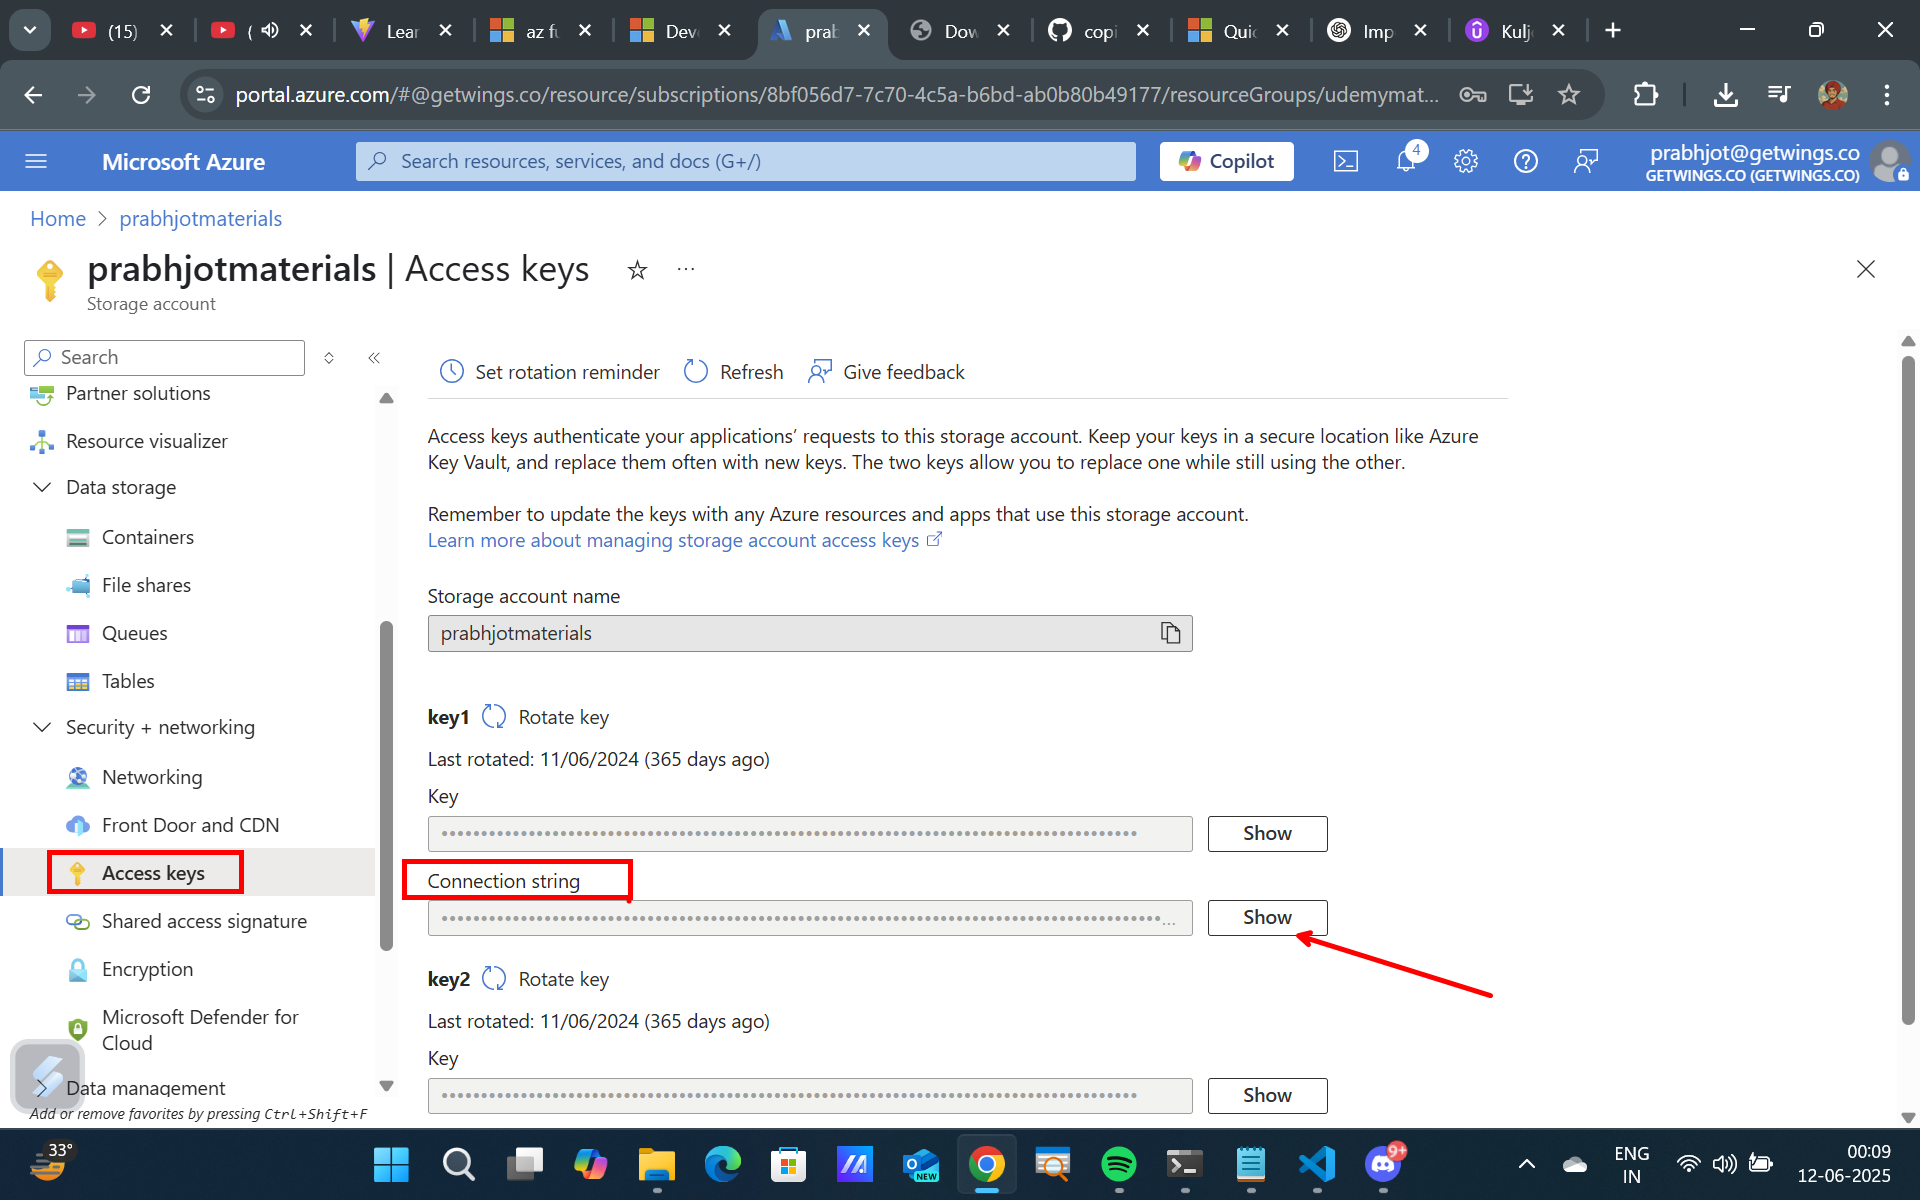 (15)
(
Lear
az fu
Dev
prab
Dow
copi
Quic
Imp
Kulj
portal.azure.com/#@getwings.co/resource/subscriptions/8bf056d7-7c70-4c5a-b6bd-ab0b80b49177/resourceGroups/udemymat...
Microsoft Azure
Search resources, services, and docs (G+/)
Copilot
4
prabhjot@getwings.co
GETWINGS.CO (GETWINGS.CO)
Home > prabhjotmaterials
prabhjotmaterials | Access keys
Storage account
Search
Partner solutions
Resource visualizer
Data storage
Containers
File shares
Queues
Tables
Security + networking
Networking
Front Door and CDN
Access keys
Shared access signature
Encryption
Microsoft Defender for
Cloud
Data management
Add or remove favorites by pressing Ctrl+Shift+F
Set rotation reminder
Refresh
Give feedback
Access keys authenticate your applications’ requests to this storage account. Keep your keys in a secure location like Azure
Key Vault, and replace them often with new keys. The two keys allow you to replace one while still using the other.
Remember to update the keys with any Azure resources and apps that use this storage account.
Learn more about managing storage account access keys
Storage account name
prabhjotmaterials
key1 Rotate key
Last rotated: 11/06/2024 (365 days ago)
Key
Show
Connection string
Show
key2 Rotate key
Last rotated: 11/06/2024 (365 days ago)
Key
Show
33°
NEW
9+
ENG
IN
00:09
12-06-2025